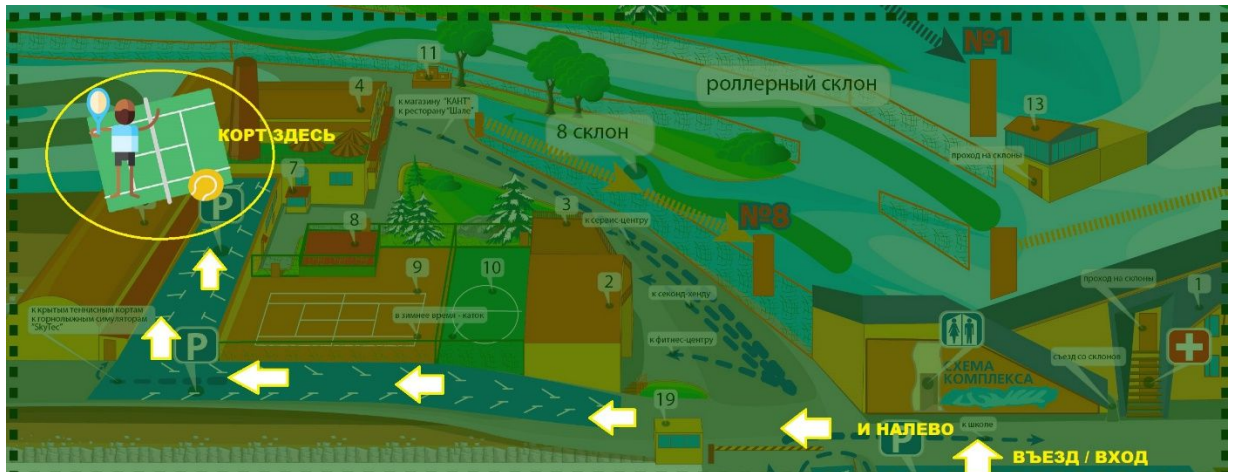 №1
11
роллерный склон
4
к магазину "КАНТ"
к ресторану "Шале"
13
КОРТ ЗДЕСЬ
8 склон
проход на склоны
7
P
8
3
к сервис-центру
№8
9
10
2
проход на склоны
1
к секонд-хенду
к крытым теннисным кортам
к горнолыжным симуляторам
"SkyTec"
в зимнее время - каток
P
к фитнес-центру
съезд со склонов
СХЕМА
КОМПЛЕКСА
19
И НАЛЕВО
к школе
P
ВЪЕЗД / ВХОД